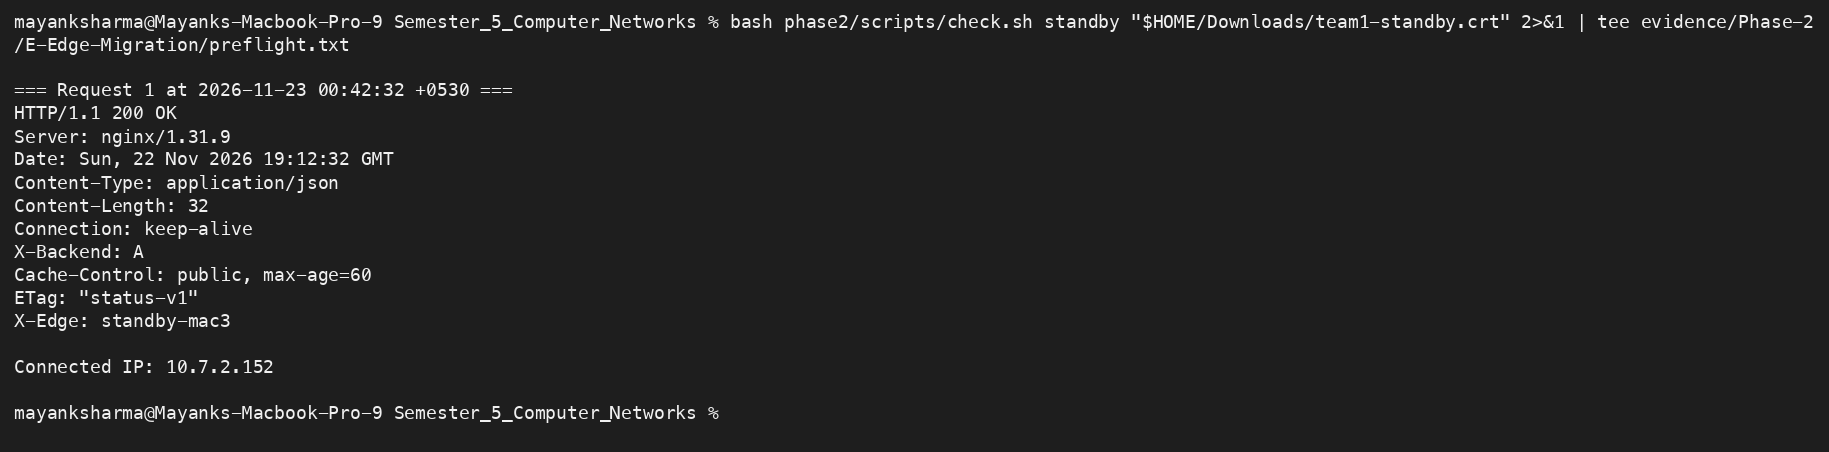 mayanksharma@Mayanks-Macbook-Pro-9 Semester_5_Computer_Networks % bash phase2/scripts/check.sh standby "$HOME/Downloads/team1-standby.crt" 2>&1 | tee evidence/Phase-2
/E-Edge-Migration/preflight.txt
=== Request 1 at 2026-11-23 00:42:32 +0530 ===
HTTP/1.1 200 OK
Server: nginx/1.31.9
Date: Sun, 22 Nov 2026 19:12:32 GMT
Content-Type: application/json
Content-Length: 32
Connection: keep-alive
X-Backend: A
Cache-Control: public, max-age=60
ETag: "status-v1"
X-Edge: standby-mac3
Connected IP: 10.7.2.152
mayanksharma@Mayanks-Macbook-Pro-9 Semester_5_Computer_Networks %